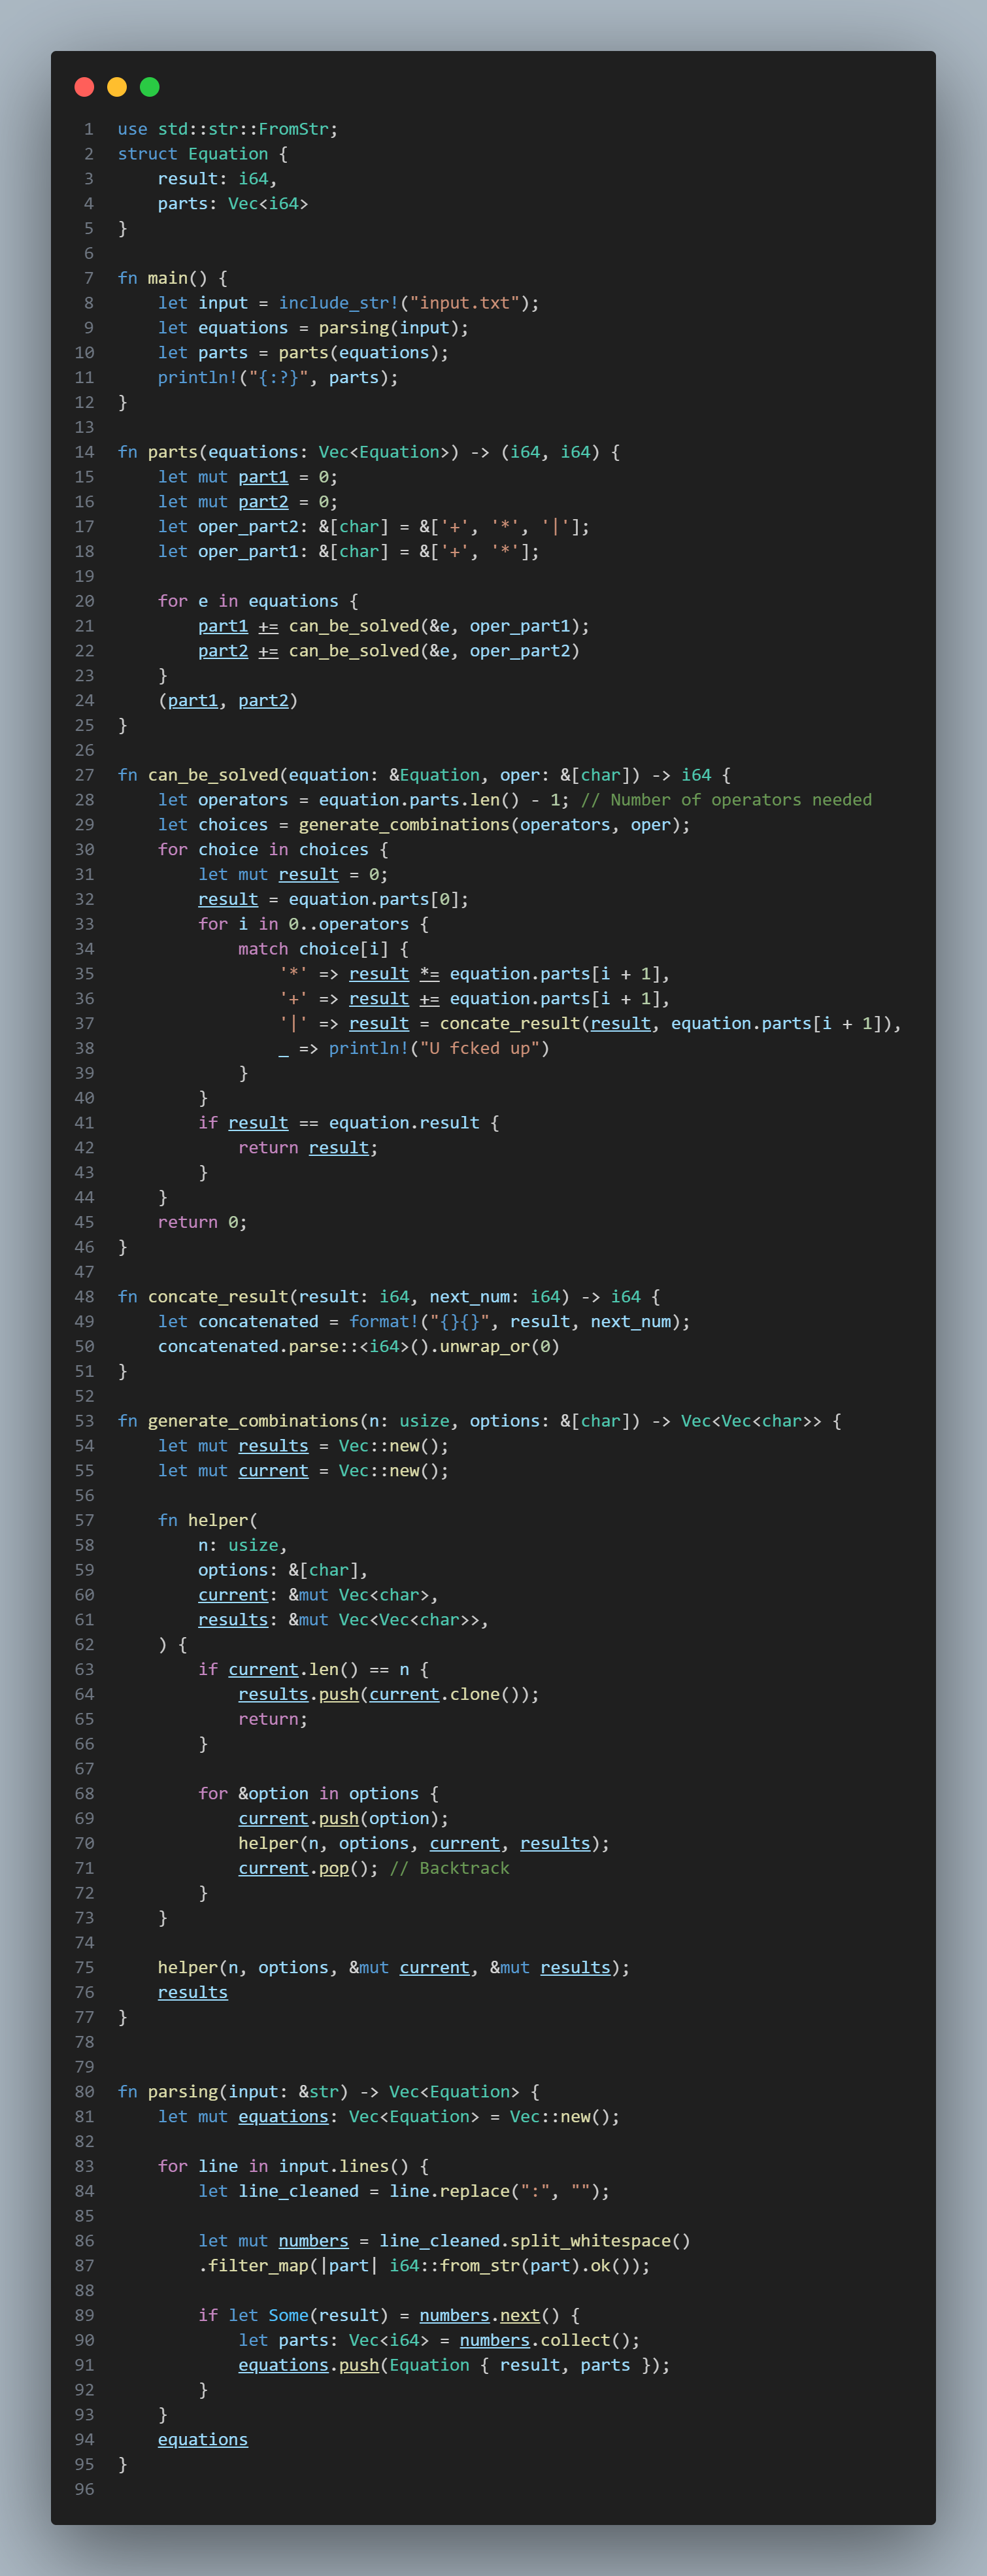 1 use std::str::FromStr;
2 struct Equation {
3     result: i64,
4     parts: Vec<i64>
5 }
6
7 fn main() {
8     let input = include_str!("input.txt");
9     let equations = parsing(input);
10     let parts = parts(equations);
11     println!("{:?}", parts);
12 }
13
14 fn parts(equations: Vec<Equation>) -> (i64, i64) {
15     let mut part1 = 0;
16     let mut part2 = 0;
17     let oper_part2: &[char] = &['+', '*', '|'];
18     let oper_part1: &[char] = &['+', '*'];
19
20     for e in equations {
21         part1 += can_be_solved(&e, oper_part1);
22         part2 += can_be_solved(&e, oper_part2)
23     }
24     (part1, part2)
25 }
26
27 fn can_be_solved(equation: &Equation, oper: &[char]) -> i64 {
28     let operators = equation.parts.len() - 1; // Number of operators needed
29     let choices = generate_combinations(operators, oper);
30     for choice in choices {
31         let mut result = 0;
32         result = equation.parts[0];
33         for i in 0..operators {
34             match choice[i] {
35                 '*' => result *= equation.parts[i + 1],
36                 '+' => result += equation.parts[i + 1],
37                 '|' => result = concate_result(result, equation.parts[i + 1]),
38                 _ => println!("U fcked up")
39             }
40         }
41         if result == equation.result {
42             return result;
43         }
44     }
45     return 0;
46 }
47
48 fn concate_result(result: i64, next_num: i64) -> i64 {
49     let concatenated = format!("{}{}", result, next_num);
50     concatenated.parse::<i64>().unwrap_or(0)
51 }
52
53 fn generate_combinations(n: usize, options: &[char]) -> Vec<Vec<char>> {
54     let mut results = Vec::new();
55     let mut current = Vec::new();
56
57     fn helper(
58         n: usize,
59         options: &[char],
60         current: &mut Vec<char>,
61         results: &mut Vec<Vec<char>>,
62     ) {
63         if current.len() == n {
64             results.push(current.clone());
65             return;
66         }
67
68         for &option in options {
69             current.push(option);
70             helper(n, options, current, results);
71             current.pop(); // Backtrack
72         }
73     }
74
75     helper(n, options, &mut current, &mut results);
76     results
77 }
78
79
80 fn parsing(input: &str) -> Vec<Equation> {
81     let mut equations: Vec<Equation> = Vec::new();
82
83     for line in input.lines() {
84         let line_cleaned = line.replace(":", "");
85
86         let mut numbers = line_cleaned.split_whitespace()
87         .filter_map(|part| i64::from_str(part).ok());
88
89         if let Some(result) = numbers.next() {
90             let parts: Vec<i64> = numbers.collect();
91             equations.push(Equation { result, parts });
92         }
93     }
94     equations
95 }
96